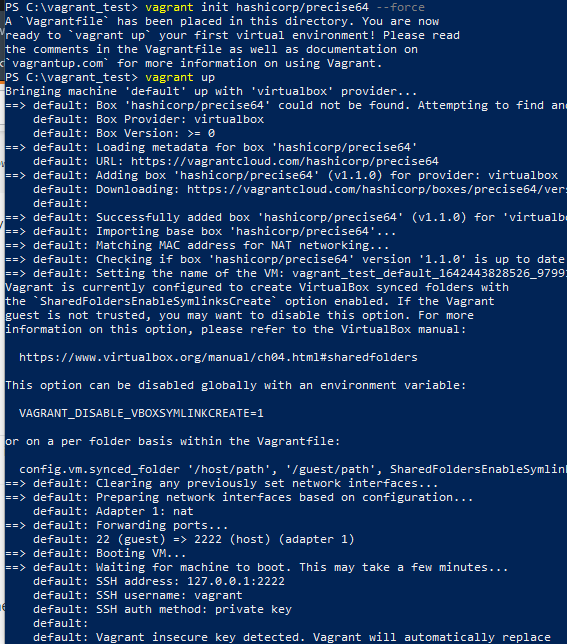 PS C:\vagrant_test> vagrant init hashicorp/precise64 --force
A `Vagrantfile` has been placed in this directory. You are now
ready to `vagrant up` your first virtual environment! Please read
the comments in the Vagrantfile as well as documentation on
`vagrantup.com` for more information on using Vagrant.
PS C:\vagrant_test> vagrant up
Bringing machine 'default' up with 'virtualbox' provider...
==> default: Box 'hashicorp/precise64' could not be found. Attempting to find and
    default: Box Provider: virtualbox
    default: Box Version: >= 0
==> default: Loading metadata for box 'hashicorp/precise64'
    default: URL: https://vagrantcloud.com/hashicorp/precise64
==> default: Adding box 'hashicorp/precise64' (v1.1.0) for provider: virtualbox
    default: Downloading: https://vagrantcloud.com/hashicorp/boxes/precise64/vers
    default:
==> default: Successfully added box 'hashicorp/precise64' (v1.1.0) for 'virtualb
==> default: Importing base box 'hashicorp/precise64'...
==> default: Matching MAC address for NAT networking...
==> default: Checking if box 'hashicorp/precise64' version '1.1.0' is up to date
==> default: Setting the name of the VM: vagrant_test_default_1642443828526_9799
Vagrant is currently configured to create VirtualBox synced folders with
the `SharedFoldersEnableSymlinksCreate` option enabled. If the Vagrant
guest is not trusted, you may want to disable this option. For more
information on this option, please refer to the VirtualBox manual:
https://www.virtualbox.org/manual/ch04.html#sharedfolders
This option can be disabled globally with an environment variable:
VAGRANT_DISABLE_VBOXSYMLINKCREATE=1
or on a per folder basis within the Vagrantfile:
config.vm.synced_folder '/host/path', '/guest/path', SharedFoldersEnableSymlin
==> default: Clearing any previously set network interfaces...
==> default: Preparing network interfaces based on configuration...
    default: Adapter 1: nat
==> default: Forwarding ports...
    default: 22 (guest) => 2222 (host) (adapter 1)
==> default: Booting VM...
==> default: Waiting for machine to boot. This may take a few minutes...
    default: SSH address: 127.0.0.1:2222
    default: SSH username: vagrant
    default: SSH auth method: private key
    default:
    default: Vagrant insecure key detected. Vagrant will automatically replace